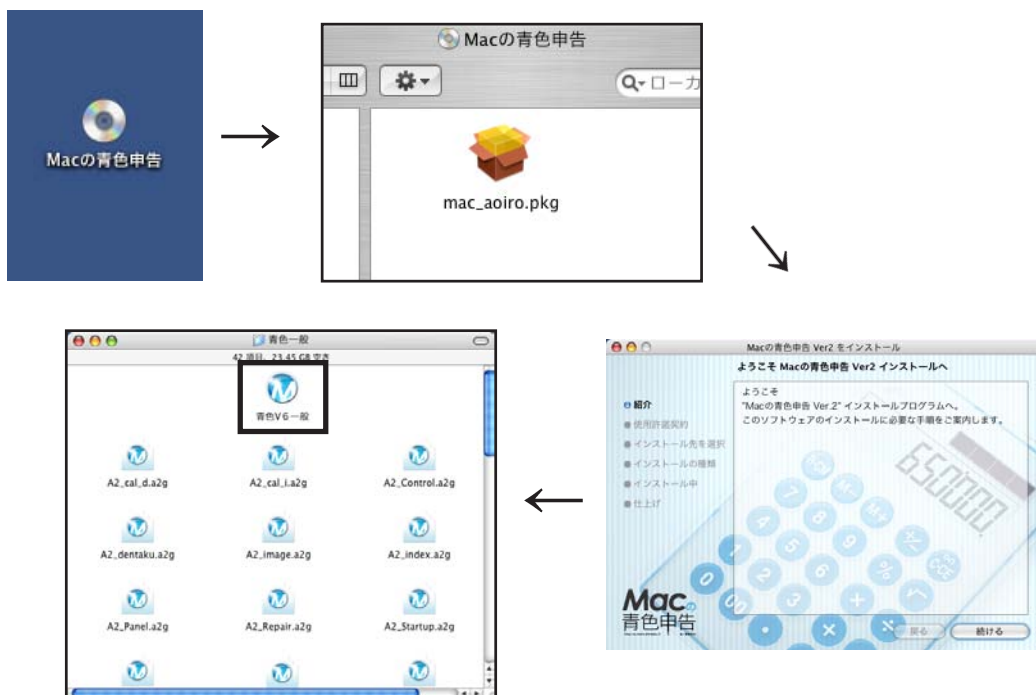 Macの青色申告
Macの青色申告
ローカ
mac_aoiro.pkg
Macの青色申告 Ver2 をインストール
ようこそ Macの青色申告 Ver2 インストールへ
紹介
使用許諾契約
インストール先を選択
インストールの種類
インストール中
仕上げ
ようこそ
"Macの青色申告 Ver.2" インストールプログラムへ。
このソフトウェアのインストールに必要な手順をご案内します。
650000
Macの
青色申告
戻る
続ける
青色一般
42 項目、23.45 GB 空き
青色V6一般
A2_cal_d.a2g
A2_cal_i.a2g
A2_Control.a2g
A2_dentaku.a2g
A2_image.a2g
A2_index.a2g
A2_Panel.a2g
A2_Repair.a2g
A2_Startup.a2g